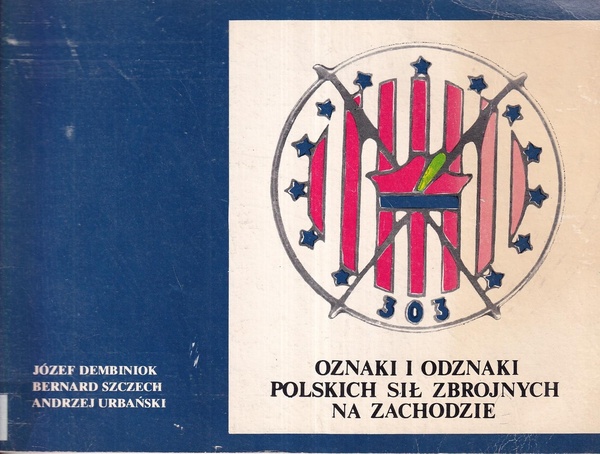 303
OZNAKI I ODZNAKI
POLSKICH SIŁ ZBROJNYCH
NA ZACHODZIE
JÓZEF DEMBINIOK
BERNARD SZCZECH
ANDRZEJ URBAŃSKI